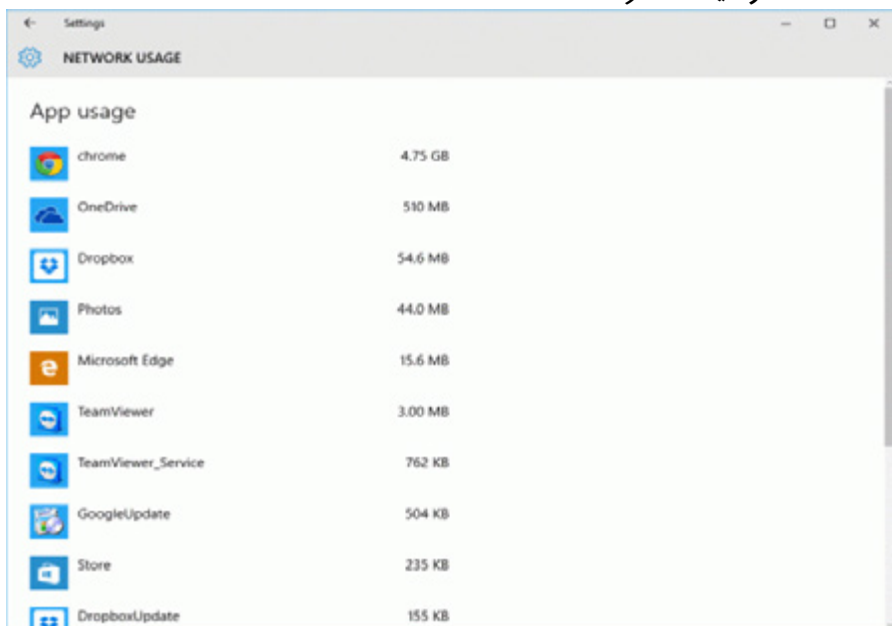 Settings
NETWORK USAGE
App usage
chrome 4.75 GB
OneDrive 510 MB
Dropbox 54.6 MB
Photos 44.0 MB
Microsoft Edge 15.6 MB
TeamViewer 3.00 MB
TeamViewer_Service 762 KB
GoogleUpdate 504 KB
Store 235 KB
DropboxUpdate 155 KB